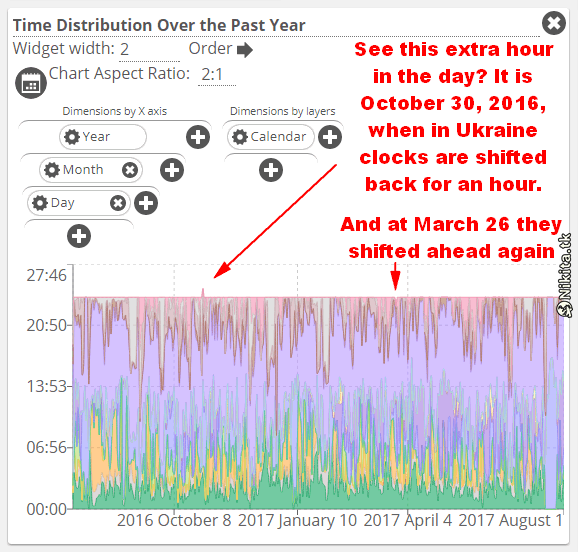 Time Distribution Over the Past Year
Widget width: 2 Order
Chart Aspect Ratio: 2:1
See this extra hour
in the day? It is
October 30, 2016,
when in Ukraine
clocks are shifted
back for an hour.
And at March 26 they
shifted ahead again
Dimensions by X axis
Dimensions by layers
Year
Calendar
Month
Day
Nikita.tk
27:46
20:50
13:53
06:56
00:00
2016 October 8 2017 January 10 2017 April 4 2017 August 1